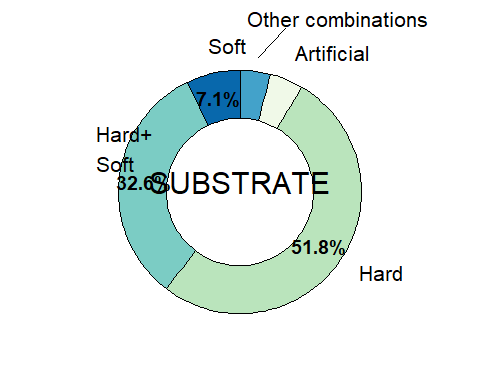 Other combinations
Soft
Artificial
7.1%
Hard+
Soft
32.6%
SUBSTRATE
51.8%
Hard